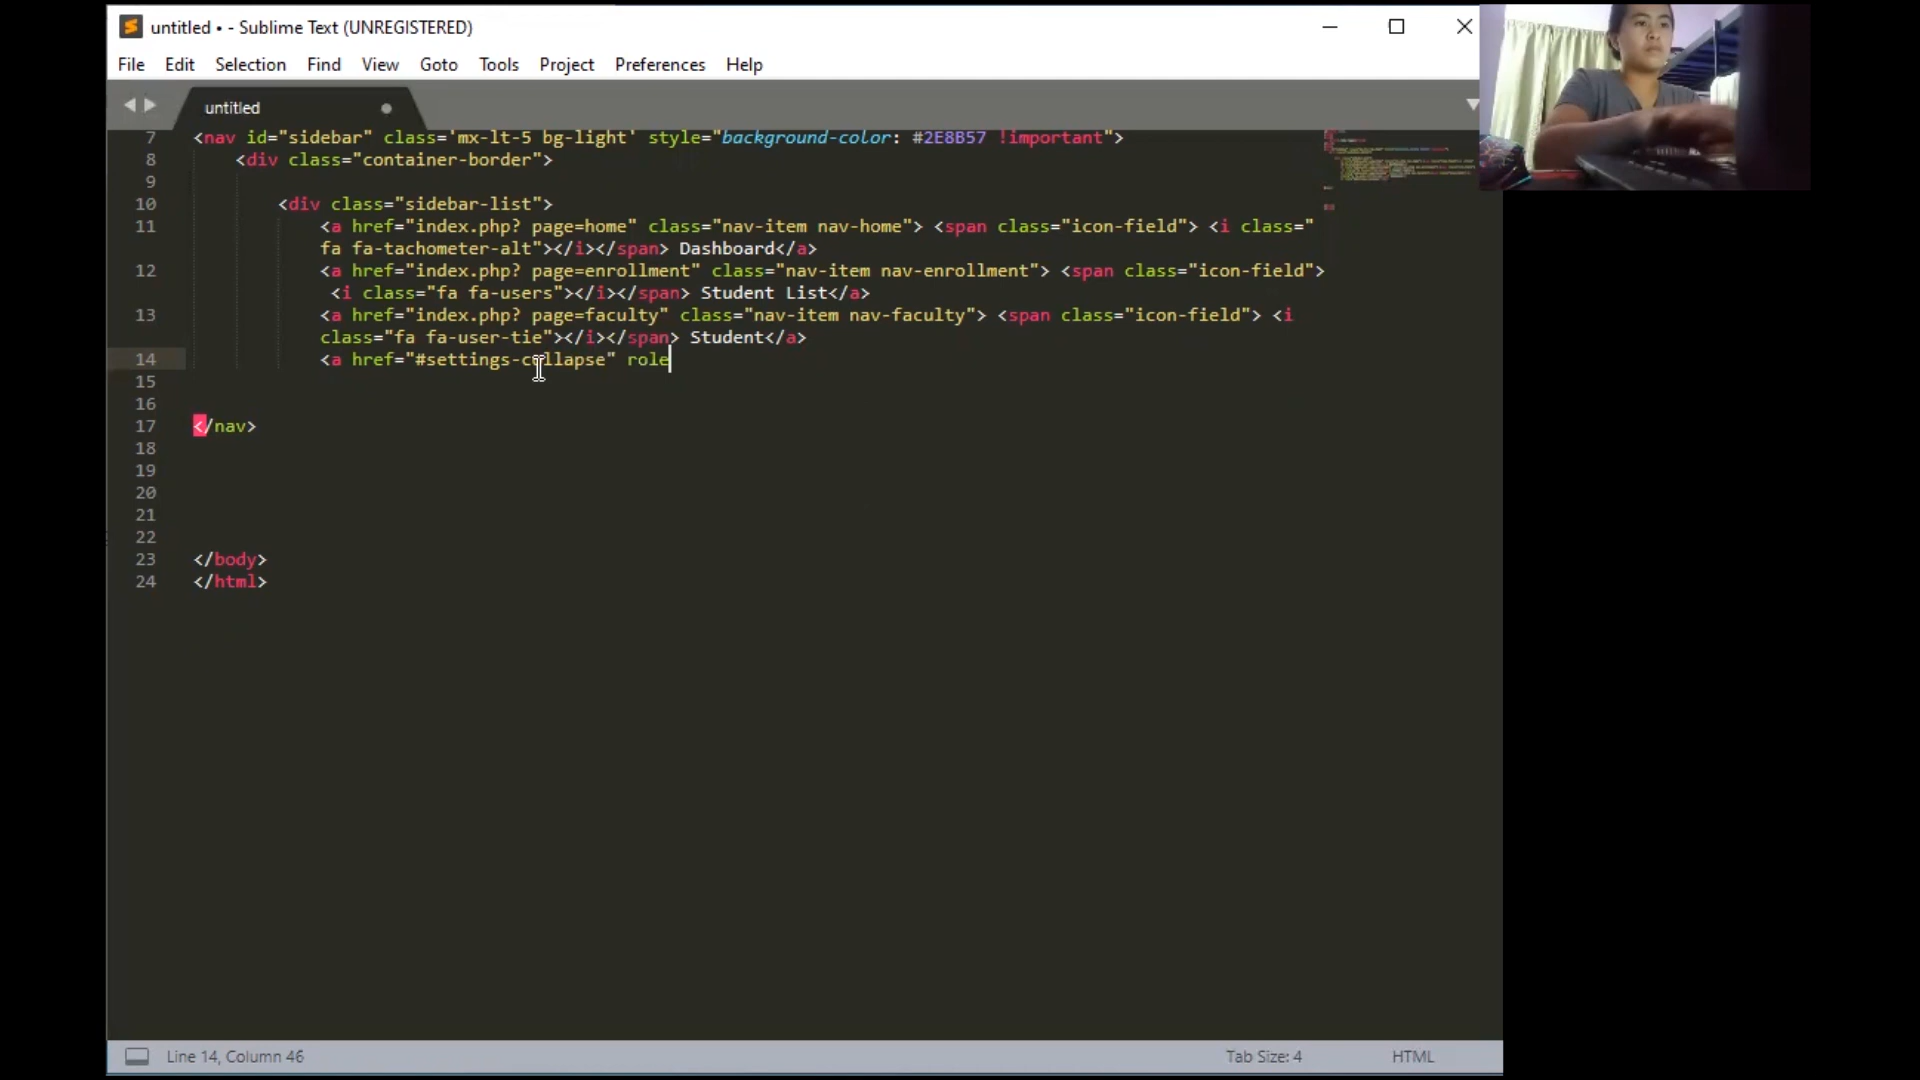 untitled • - Sublime Text (UNREGISTERED)
File Edit Selection Find View Goto Tools Project Preferences Help
untitled
7 <nav id="sidebar" class='mx-lt-5 bg-light' style="background-color: #2E8B57 !important">
8 <div class="container-border">
9
10 <div class="sidebar-list">
11 <a href="index.php? page=home" class="nav-item nav-home"> <span class="icon-field"> <i class="
fa fa-tachometer-alt"></i></span> Dashboard</a>
12 <a href="index.php? page=enrollment" class="nav-item nav-enrollment"> <span class="icon-field">
<i class="fa fa-users"></i></span> Student List</a>
13 <a href="index.php? page=faculty" class="nav-item nav-faculty"> <span class="icon-field"> <i
class="fa fa-user-tie"></i></span> Student</a>
14 <a href="#settings-collapse" role
15
16
17 </nav>
18
19
20
21
22
23 </body>
24 </html>
Line 14, Column 46 Tab Size: 4 HTML